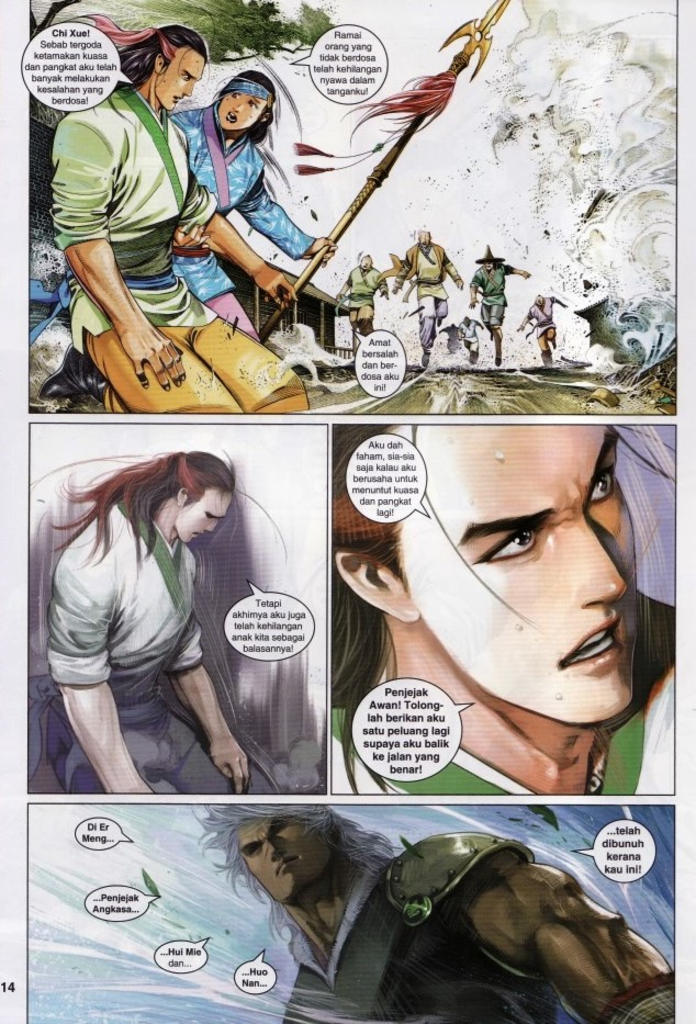 Chi Xue!
Sebab tergoda
ketamakan kuasa
dan pangkat aku telah
banyak melakukan
kesalahan yang
berdosa!
Ramai
orang yang
tidak berdosa
telah kehilangan
nyawa dalam
tanganku!
Amat
bersalah
dan ber-
dosa aku
ini!
Tetapi
akhirnya aku juga
telah kehilangan
anak kita sebagai
balasannya!
Aku dah
faham, sia-sia
saja kalau aku
berusaha untuk
menuntut kuasa
dan pangkat
lagi!
Penjejak
Awan! Tolong-
lah berikan aku
satu peluang lagi
supaya aku balik
ke jalan yang
benar!
Di Er
Meng...
...Penjejak
Angkasa...
...Hui Mie
dan...
...Huo
Nan...
...telah
dibunuh
kerana
kau ini!
14